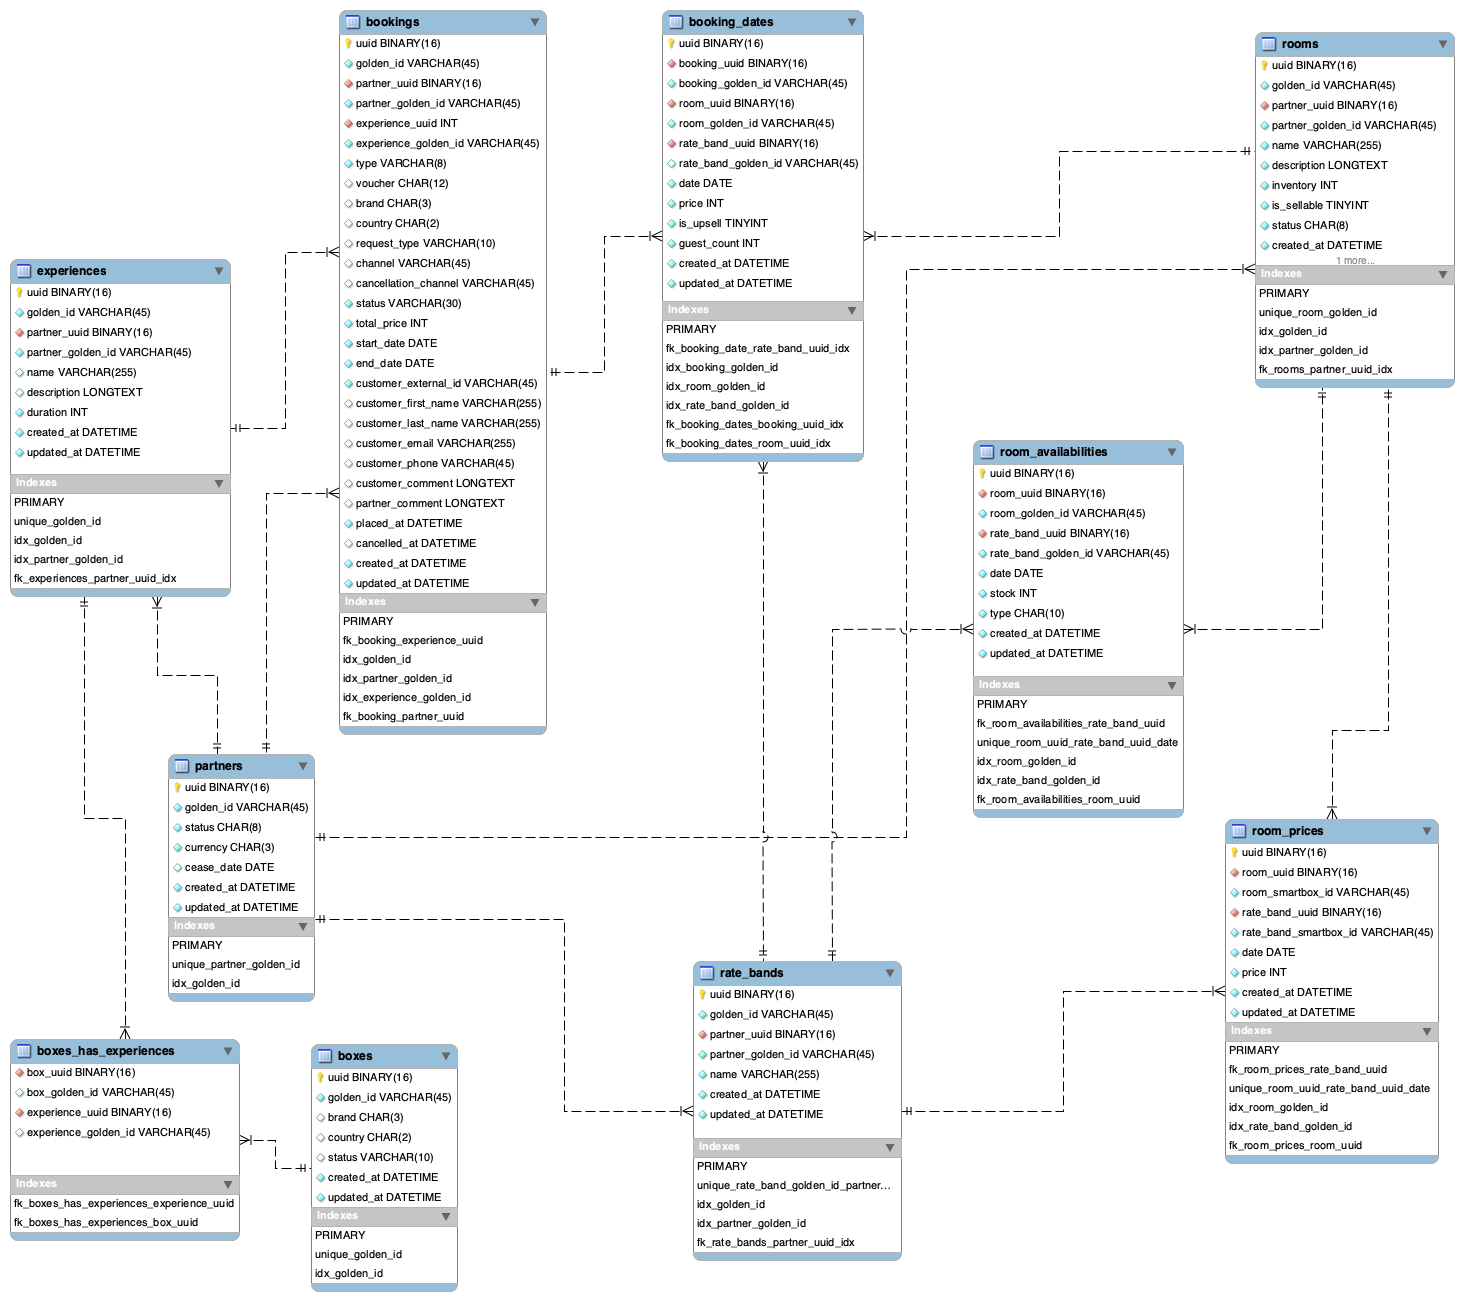 bookings
uuid BINARY(16)
golden_id VARCHAR(45)
partner_uuid BINARY(16)
partner_golden_id VARCHAR(45)
experience_uuid INT
experience_golden_id VARCHAR(45)
type VARCHAR(8)
voucher CHAR(12)
brand CHAR(3)
country CHAR(2)
request_type VARCHAR(10)
channel VARCHAR(45)
cancellation_channel VARCHAR(45)
status VARCHAR(30)
total_price INT
start_date DATE
end_date DATE
customer_external_id VARCHAR(45)
customer_first_name VARCHAR(255)
customer_last_name VARCHAR(255)
customer_email VARCHAR(255)
customer_phone VARCHAR(45)
customer_comment LONGTEXT
partner_comment LONGTEXT
placed_at DATETIME
cancelled_at DATETIME
created_at DATETIME
updated_at DATETIME
Indexes
PRIMARY
fk_booking_experience_uuid
idx_golden_id
idx_partner_golden_id
idx_experience_golden_id
fk_booking_partner_uuid
booking_dates
uuid BINARY(16)
booking_uuid BINARY(16)
booking_golden_id VARCHAR(45)
room_uuid BINARY(16)
room_golden_id VARCHAR(45)
rate_band_uuid BINARY(16)
rate_band_golden_id VARCHAR(45)
date DATE
price INT
is_upsell TINYINT
guest_count INT
created_at DATETIME
updated_at DATETIME
Indexes
PRIMARY
fk_booking_date_rate_band_uuid_idx
idx_booking_golden_id
idx_room_golden_id
idx_rate_band_golden_id
fk_booking_dates_booking_uuid_idx
fk_booking_dates_room_uuid_idx
rooms
uuid BINARY(16)
golden_id VARCHAR(45)
partner_uuid BINARY(16)
partner_golden_id VARCHAR(45)
name VARCHAR(255)
description LONGTEXT
inventory INT
is_sellable TINYINT
status CHAR(8)
created_at DATETIME
1 more...
Indexes
PRIMARY
unique_room_golden_id
idx_golden_id
idx_partner_golden_id
fk_rooms_partner_uuid_idx
experiences
uuid BINARY(16)
golden_id VARCHAR(45)
partner_uuid BINARY(16)
partner_golden_id VARCHAR(45)
name VARCHAR(255)
description LONGTEXT
duration INT
created_at DATETIME
updated_at DATETIME
Indexes
PRIMARY
unique_golden_id
idx_golden_id
idx_partner_golden_id
fk_experiences_partner_uuid_idx
room_availabilities
uuid BINARY(16)
room_uuid BINARY(16)
room_golden_id VARCHAR(45)
rate_band_uuid BINARY(16)
rate_band_golden_id VARCHAR(45)
date DATE
stock INT
type CHAR(10)
created_at DATETIME
updated_at DATETIME
Indexes
PRIMARY
fk_room_availabilities_rate_band_uuid
unique_room_uuid_rate_band_uuid_date
idx_room_golden_id
idx_rate_band_golden_id
fk_room_availabilities_room_uuid
partners
uuid BINARY(16)
golden_id VARCHAR(45)
status CHAR(8)
currency CHAR(3)
cease_date DATE
created_at DATETIME
updated_at DATETIME
Indexes
PRIMARY
unique_partner_golden_id
idx_golden_id
room_prices
uuid BINARY(16)
room_uuid BINARY(16)
room_smartbox_id VARCHAR(45)
rate_band_uuid BINARY(16)
rate_band_smartbox_id VARCHAR(45)
date DATE
price INT
created_at DATETIME
updated_at DATETIME
Indexes
PRIMARY
fk_room_prices_rate_band_uuid
unique_room_uuid_rate_band_uuid_date
idx_room_golden_id
idx_rate_band_golden_id
fk_room_prices_room_uuid
rate_bands
uuid BINARY(16)
golden_id VARCHAR(45)
partner_uuid BINARY(16)
partner_golden_id VARCHAR(45)
name VARCHAR(255)
created_at DATETIME
updated_at DATETIME
Indexes
PRIMARY
unique_rate_band_golden_id_partner...
idx_golden_id
idx_partner_golden_id
fk_rate_bands_partner_uuid_idx
boxes_has_experiences
box_uuid BINARY(16)
box_golden_id VARCHAR(45)
experience_uuid BINARY(16)
experience_golden_id VARCHAR(45)
Indexes
fk_boxes_has_experiences_experience_uuid
fk_boxes_has_experiences_box_uuid
boxes
uuid BINARY(16)
golden_id VARCHAR(45)
brand CHAR(3)
country CHAR(2)
status VARCHAR(10)
created_at DATETIME
updated_at DATETIME
Indexes
PRIMARY
unique_golden_id
idx_golden_id